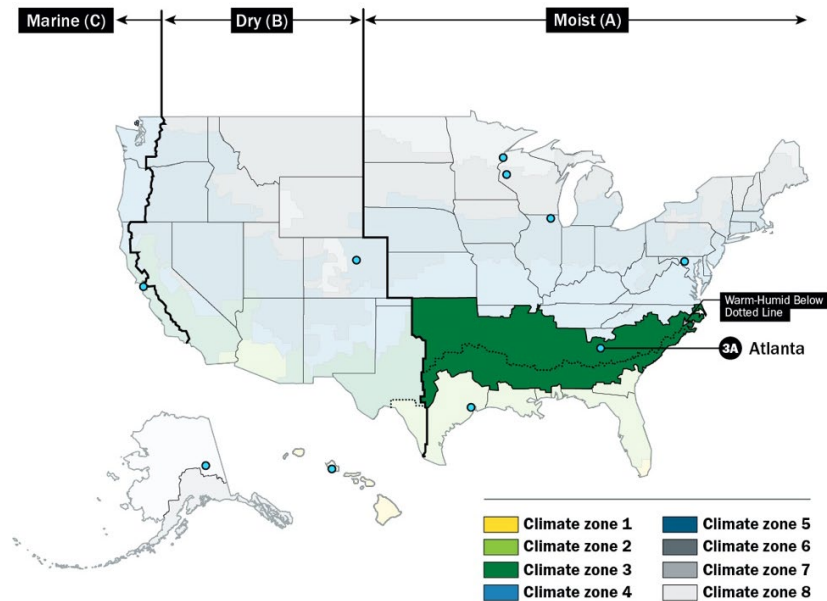 Marine (C)
Dry (B)
Moist (A)
Warm-Humid Below
Dotted Line
3A Atlanta
Climate zone 1
Climate zone 2
Climate zone 3
Climate zone 4
Climate zone 5
Climate zone 6
Climate zone 7
Climate zone 8